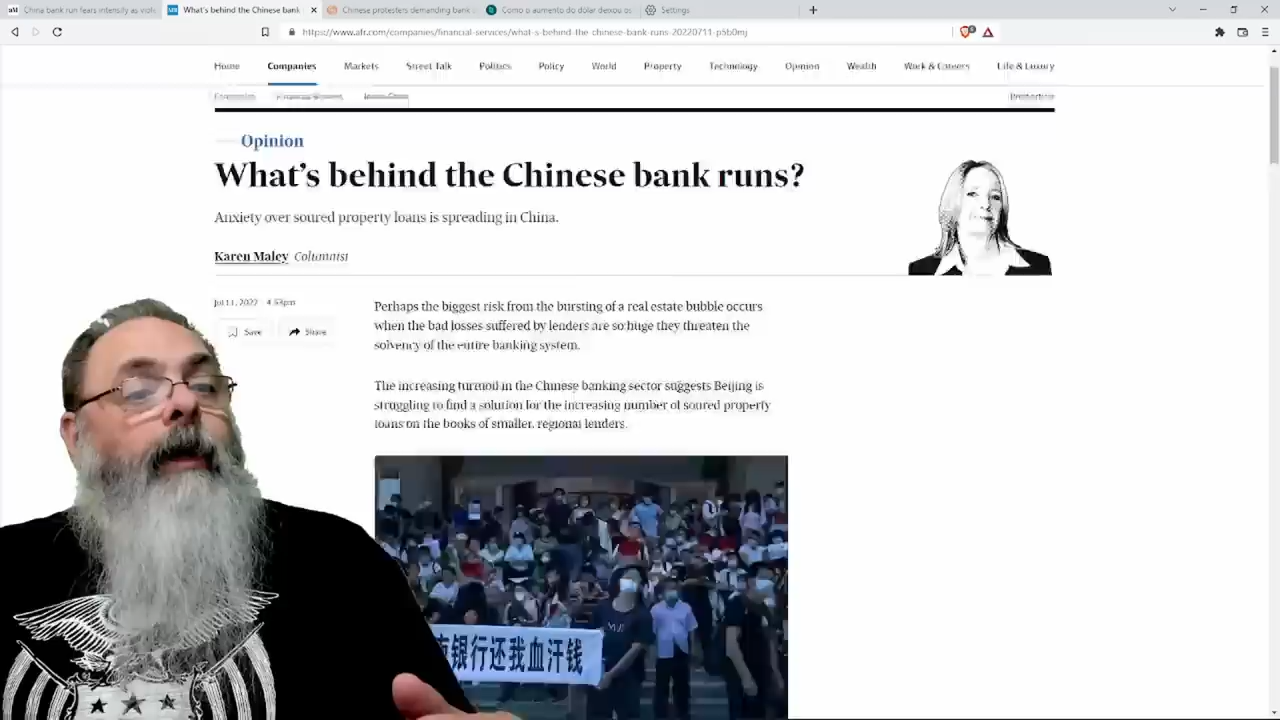 China bank run fears intensify as viole
What's behind the Chinese bank
Chinese protesters demanding bank
Como o aumento do dólar deixou os
Settings
https://www.afr.com/companies/financial-services/what-s-behind-the-chinese-bank-runs-20220711-p5b0mj
Home Companies Markets Street Talk Politics Policy World Property Technology Opinion Wealth Work & Careers Life & Luxury
Opinion
What's behind the Chinese bank runs?
Anxiety over soured property loans is spreading in China.
Karen Maley Columnist
Jul 11, 2022 – 4.53pm
Save Share
Perhaps the biggest risk from the bursting of a real estate bubble occurs
when the bad losses suffered by lenders are so huge they threaten the
solvency of the entire banking system.
The increasing turmoil in the Chinese banking sector suggests Beijing is
struggling to find a solution for the increasing number of soured property
loans on the books of smaller, regional lenders.
银行还我血汗钱